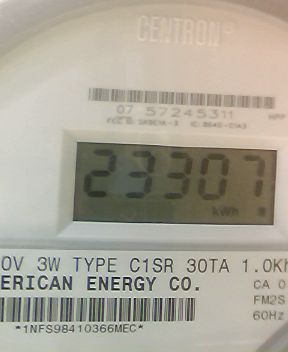 CENTRON®
07 57245311
23307
kWh
0V 3W TYPE C1SR 30TA 1.0Kh
ERICAN ENERGY CO.
CA 0
FM2S
60Hz
*1NFS98410366MEC*